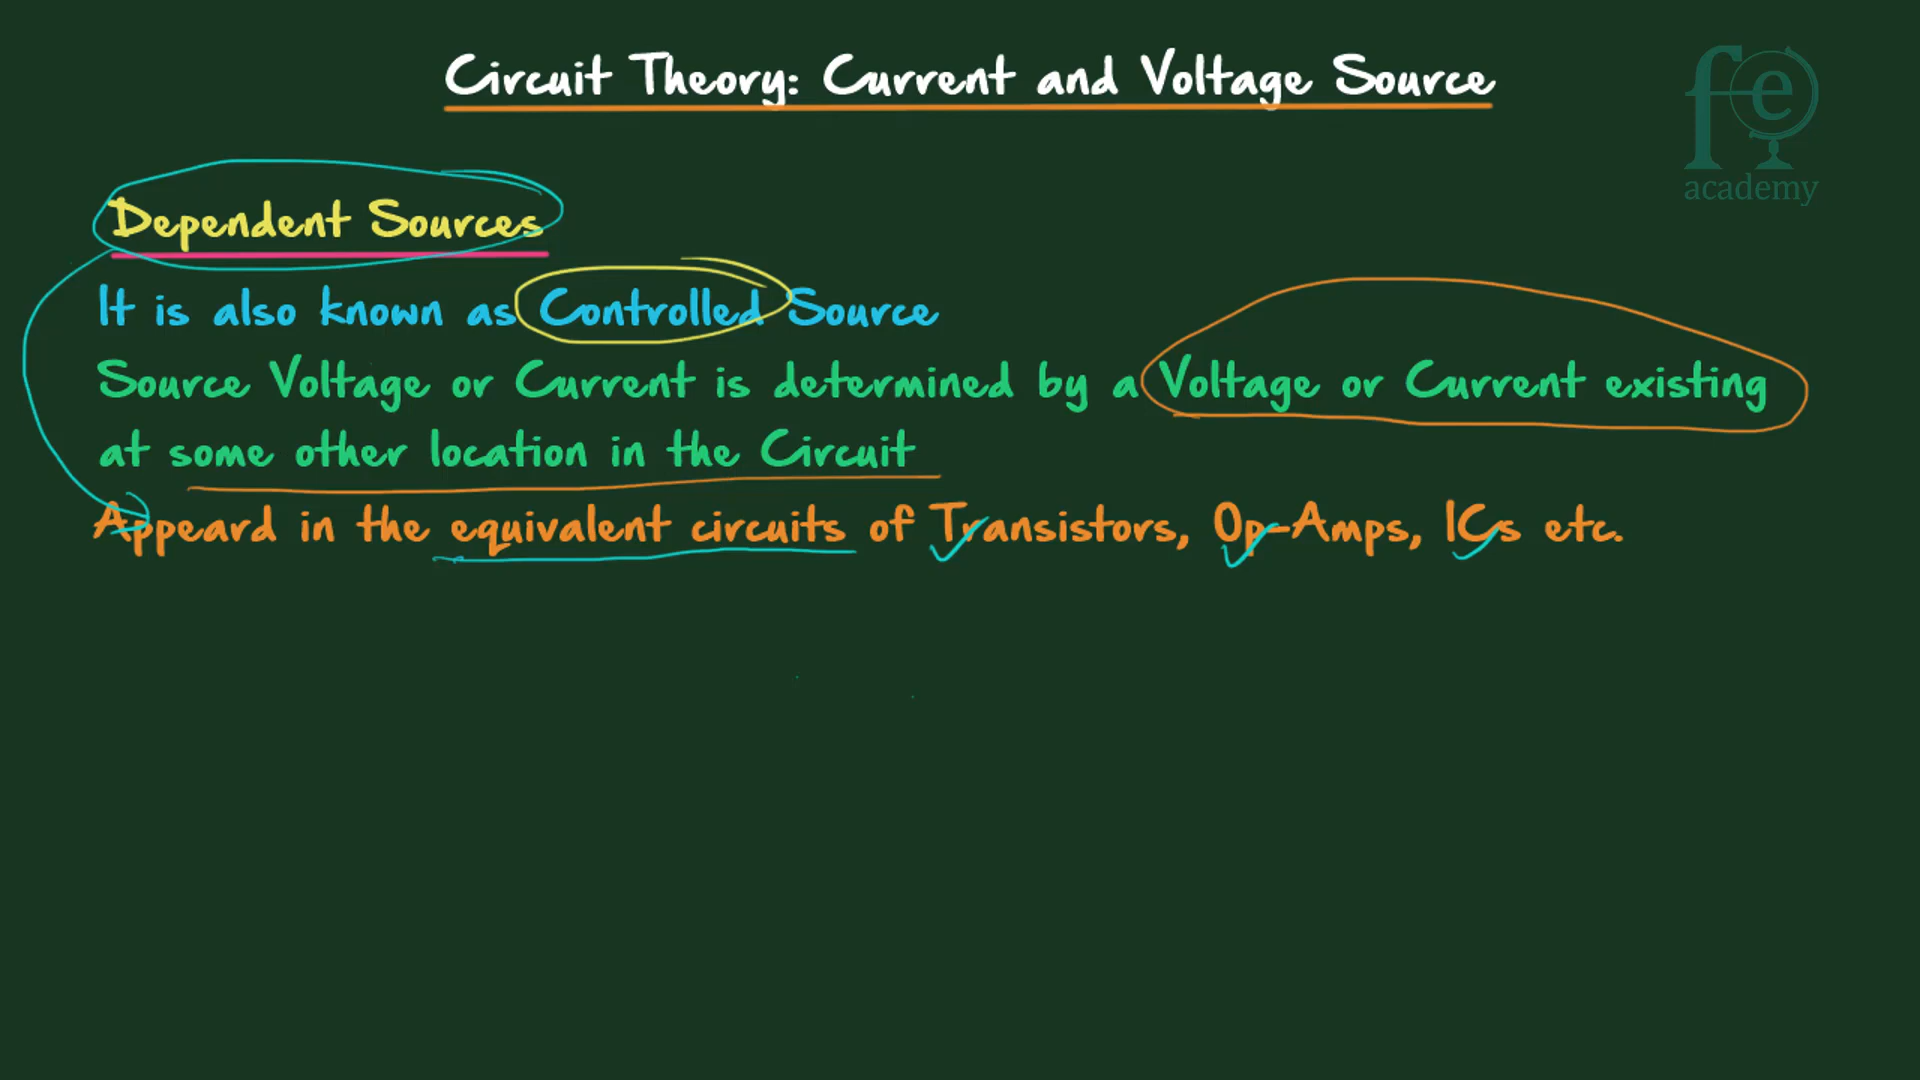 Circuit Theory: Current and Voltage Source
fe
academy
Dependent Sources
It is also known as Controlled Source
Source Voltage or Current is determined by a Voltage or Current existing
at some other location in the Circuit
Appeard in the equivalent circuits of Transistors, Op-Amps, ICs etc.